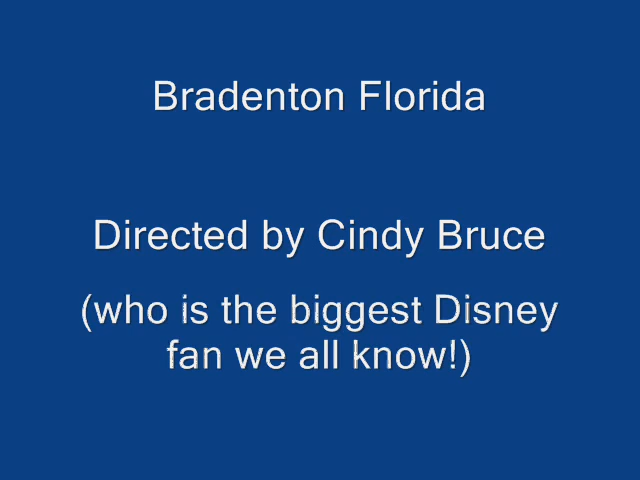 Bradenton Florida
Directed by Cindy Bruce
(who is the biggest Disney
fan we all know!)